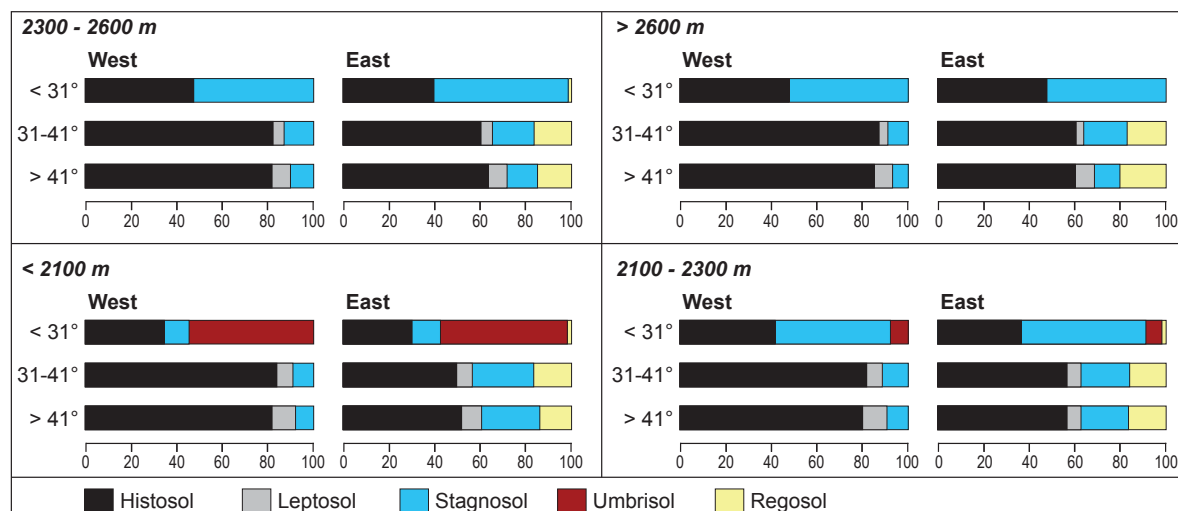 2300 - 2600 m
West East
< 31°
31-41°
> 41°
0 20 40 60 80 100 0 20 40 60 80 100
> 2600 m
West East
< 31°
31-41°
> 41°
0 20 40 60 80 100 0 20 40 60 80 100
< 2100 m
West East
< 31°
31-41°
> 41°
0 20 40 60 80 100 0 20 40 60 80 100
2100 - 2300 m
West East
< 31°
31-41°
> 41°
0 20 40 60 80 100 0 20 40 60 80 100
Histosol Leptosol Stagnosol Umbrisol Regosol